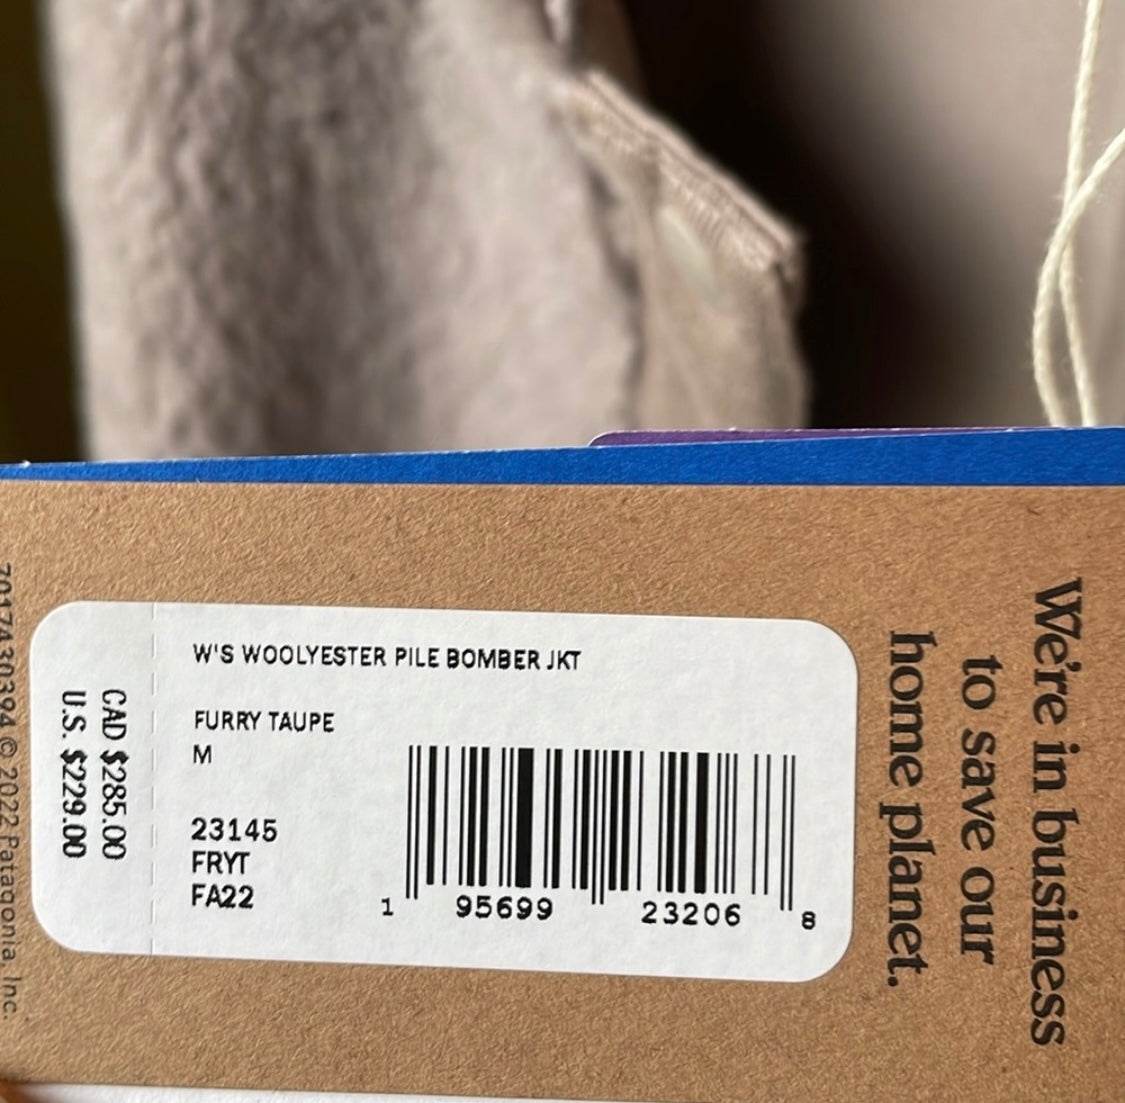 W'S WOOLYESTER PILE BOMBER JKT
FURRY TAUPE
M
23145
FRYT
FA22
1 95699 23206 8
CAD $285.00
U.S. $229.00
We're in business
to save our
home planet.
7017430394 © 2022 Patagonia, Inc.